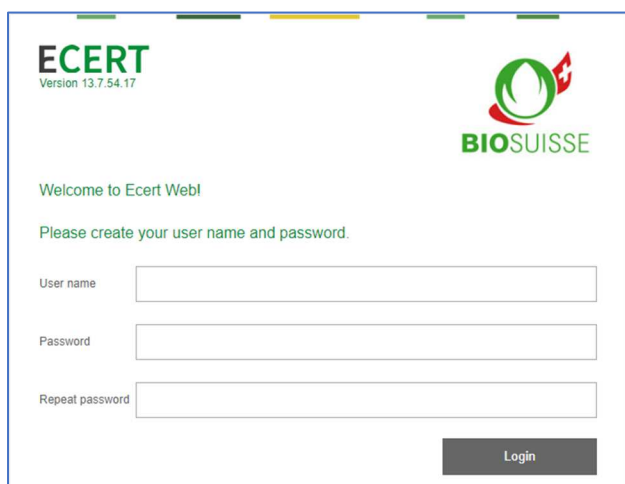 ECERT
Version 13.7.54.17
BIOSUISSE
Welcome to Ecert Web!
Please create your user name and password.
User name
Password
Repeat password
Login